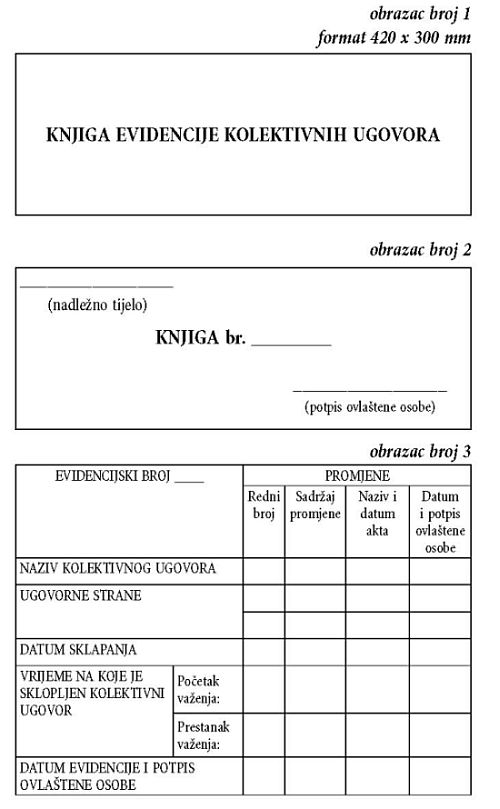 obrazac broj 1
format 420 x 300 mm
KNJIGA EVIDENCIJE KOLEKTIVNIH UGOVORA
obrazac broj 2
(nadležno tijelo)
KNJIGA br. ________
(potpis ovlaštene osobe)
obrazac broj 3
EVIDENCIJSKI BROJ ____
PROMJENE
Redni
broj
Sadržaj
promjene
Naziv i
datum
akta
Datum
i potpis
ovlaštene
osobe
NAZIV KOLEKTIVNOG UGOVORA
UGOVORNE STRANE
DATUM SKLAPANJA
VRIJEME NA KOJE JE
SKLOPLJEN KOLEKTIVNI
UGOVOR
Početak
važenja:
Prestanak
važenja:
DATUM EVIDENCIJE I POTPIS
OVLAŠTENE OSOBE